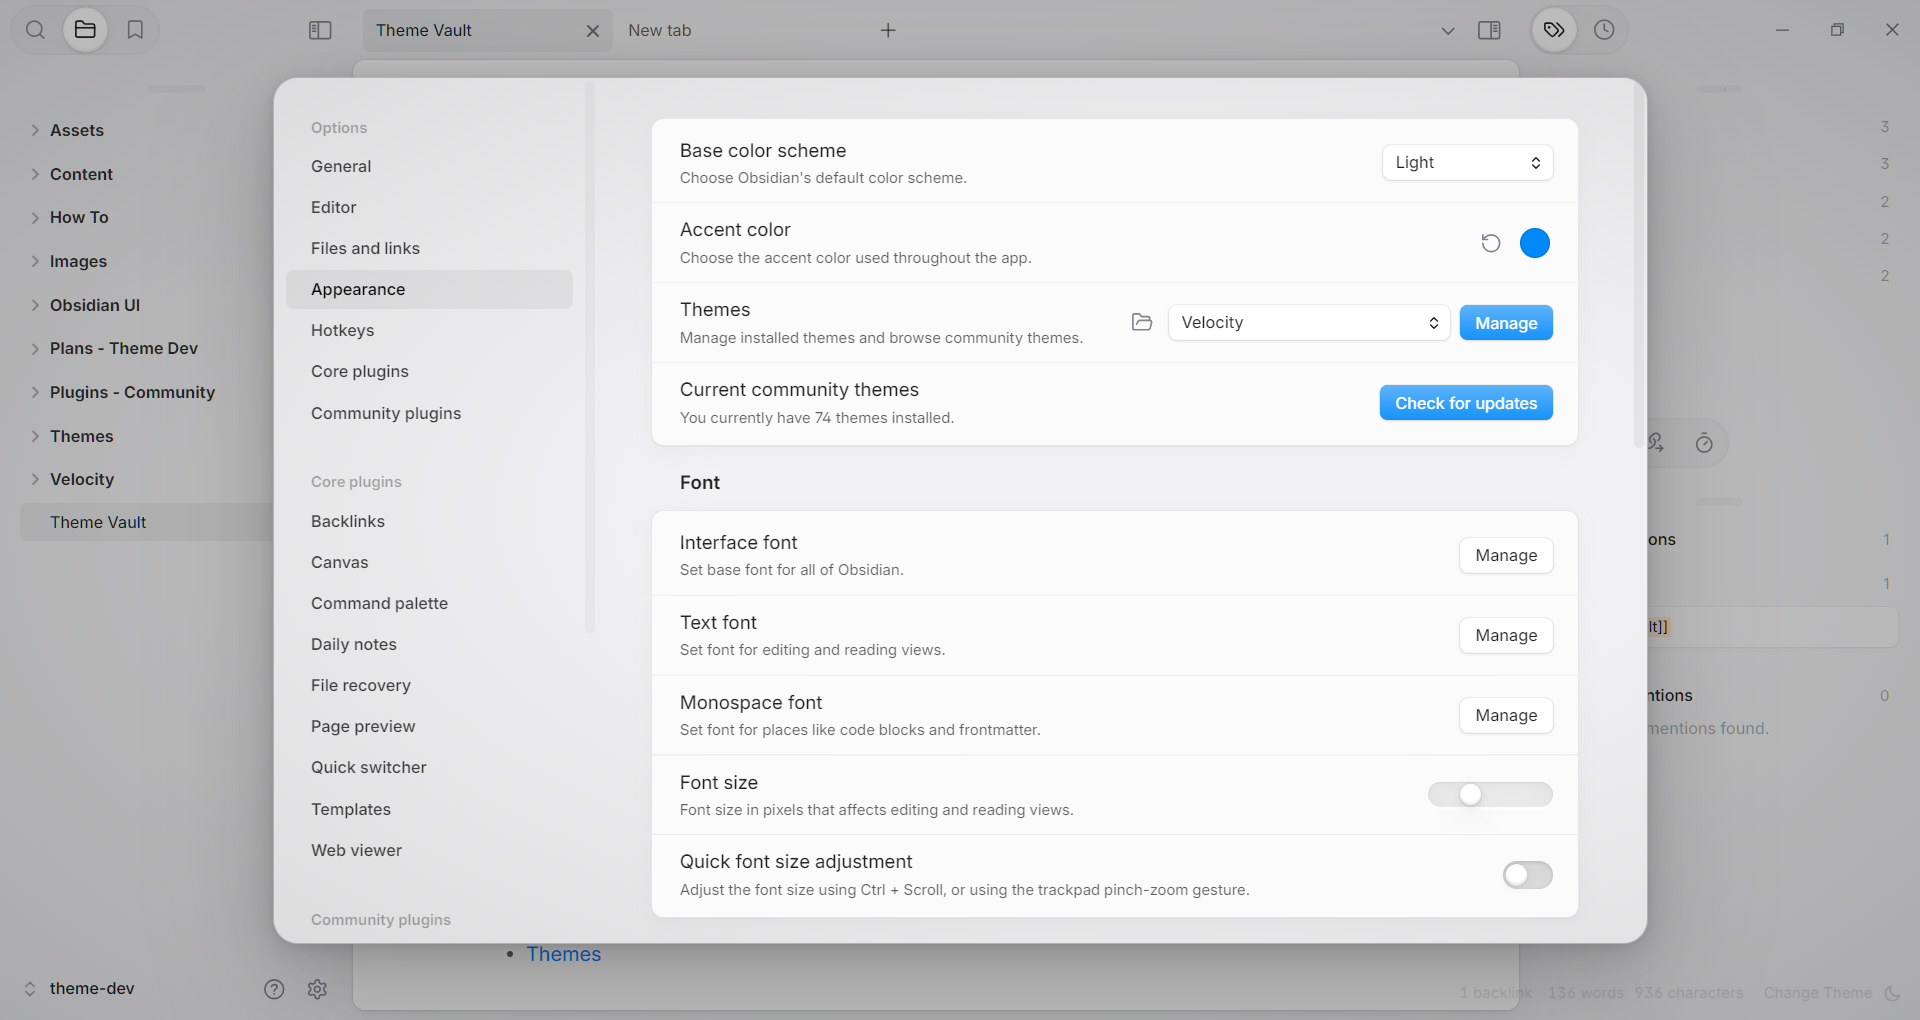 Theme Vault
New tab
Assets
Content
How To
Images
Obsidian UI
Plans - Theme Dev
Plugins - Community
Themes
Velocity
Theme Vault
theme-dev
Options
General
Editor
Files and links
Appearance
Hotkeys
Core plugins
Community plugins
Core plugins
Backlinks
Canvas
Command palette
Daily notes
File recovery
Page preview
Quick switcher
Templates
Web viewer
Community plugins
Base color scheme
Choose Obsidian's default color scheme.
Light
Accent color
Choose the accent color used throughout the app.
Themes
Manage installed themes and browse community themes.
Velocity
Manage
Current community themes
You currently have 74 themes installed.
Check for updates
Font
Interface font
Set base font for all of Obsidian.
Manage
Text font
Set font for editing and reading views.
Manage
Monospace font
Set font for places like code blocks and frontmatter.
Manage
Font size
Font size in pixels that affects editing and reading views.
Quick font size adjustment
Adjust the font size using Ctrl + Scroll, or using the trackpad pinch-zoom gesture.
• Themes
3
3
2
2
2
ons 1
1
lt]]
ntions 0
mentions found.
1 backlink 136 words 936 characters Change Theme